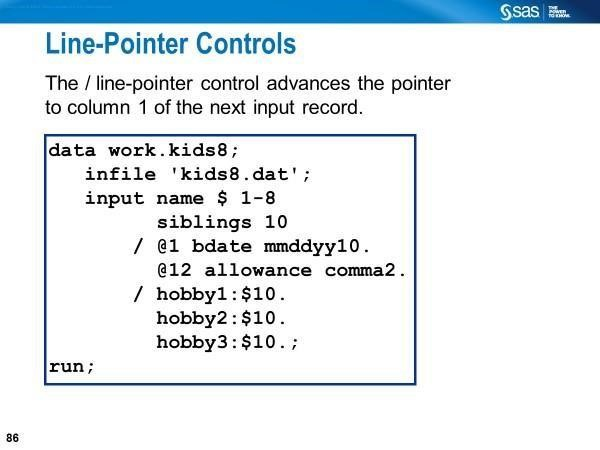 sas THE POWER TO KNOW.
Line-Pointer Controls
The / line-pointer control advances the pointer
to column 1 of the next input record.
data work.kids8;
   infile 'kids8.dat';
   input name $ 1-8
         siblings 10
       / @1 bdate mmddyy10.
         @12 allowance comma2.
       / hobby1:$10.
         hobby2:$10.
         hobby3:$10.;
run;
86